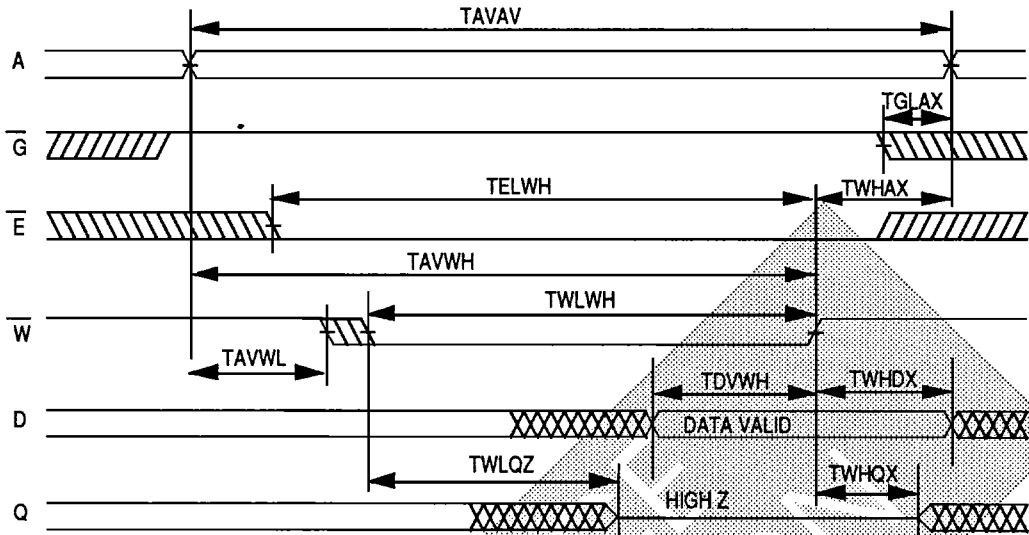 TAVAV
A
TGLAX
G
TELWH
TWHAX
E
TAVWH
TWLWH
W
TAVWL
TDVWH
TWHDX
D
DATA VALID
TWLQZ
TWHQX
Q
HIGH Z